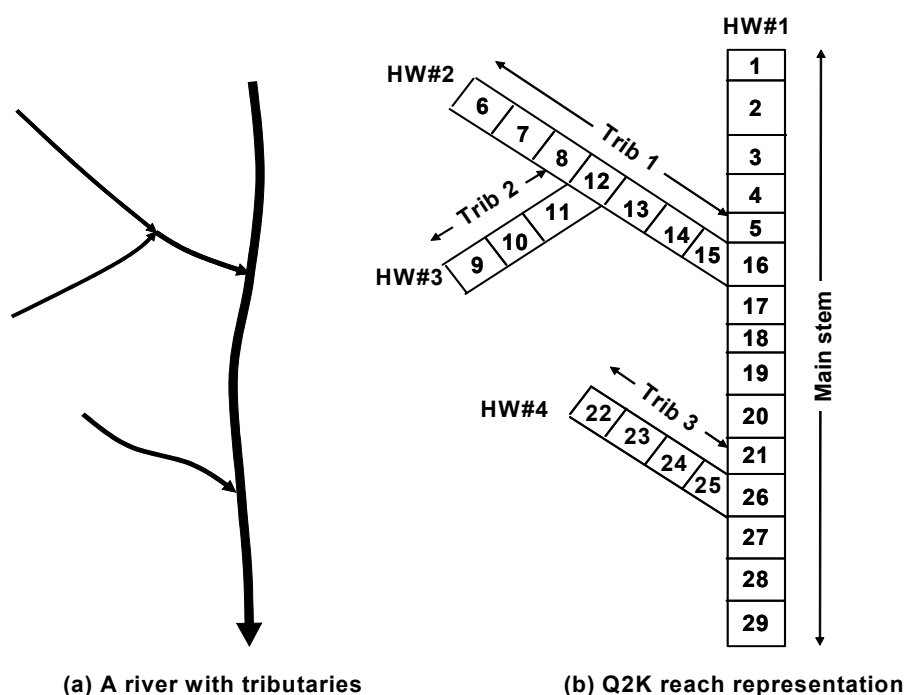 HW#1
HW#2
HW#3
HW#4
Trib 1
Trib 2
Trib 3
Main stem
1
2
3
4
5
6
7
8
9
10
11
12
13
14
15
16
17
18
19
20
21
22
23
24
25
26
27
28
29
(a) A river with tributaries
(b) Q2K reach representation